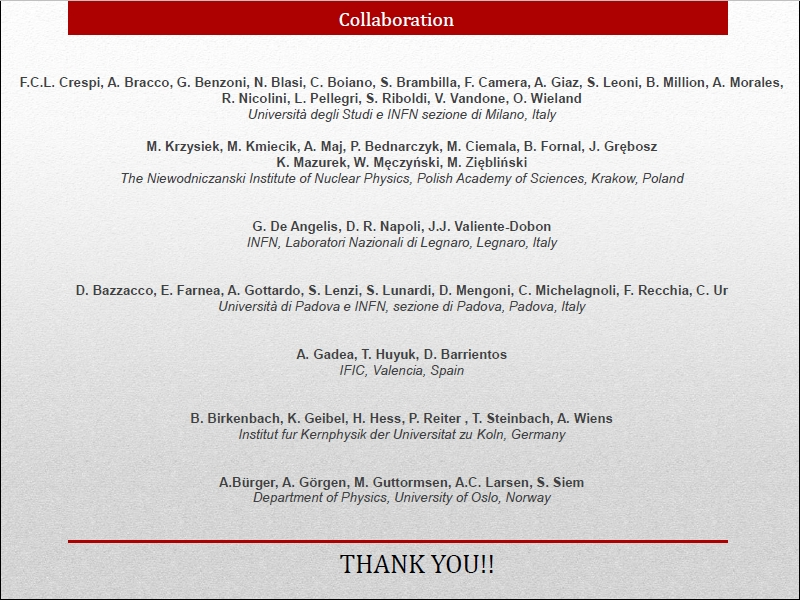 Collaboration
F.C.L. Crespi, A. Bracco, G. Benzoni, N. Blasi, C. Boiano, S. Brambilla, F. Camera, A. Giaz, S. Leoni, B. Million, A. Morales,
R. Nicolini, L. Pellegri, S. Riboldi, V. Vandone, O. Wieland
Università degli Studi e INFN sezione di Milano, Italy
M. Krzysiek, M. Kmiecik, A. Maj, P. Bednarczyk, M. Ciemala, B. Fornal, J. Grębosz
K. Mazurek, W. Męczyński, M. Ziębliński
The Niewodniczanski Institute of Nuclear Physics, Polish Academy of Sciences, Krakow, Poland
G. De Angelis, D. R. Napoli, J.J. Valiente-Dobon
INFN, Laboratori Nazionali di Legnaro, Legnaro, Italy
D. Bazzacco, E. Farnea, A. Gottardo, S. Lenzi, S. Lunardi, D. Mengoni, C. Michelagnoli, F. Recchia, C. Ur
Università di Padova e INFN, sezione di Padova, Padova, Italy
A. Gadea, T. Huyuk, D. Barrientos
IFIC, Valencia, Spain
B. Birkenbach, K. Geibel, H. Hess, P. Reiter , T. Steinbach, A. Wiens
Institut fur Kernphysik der Universitat zu Koln, Germany
A.Bürger, A. Görgen, M. Guttormsen, A.C. Larsen, S. Siem
Department of Physics, University of Oslo, Norway
THANK YOU!!